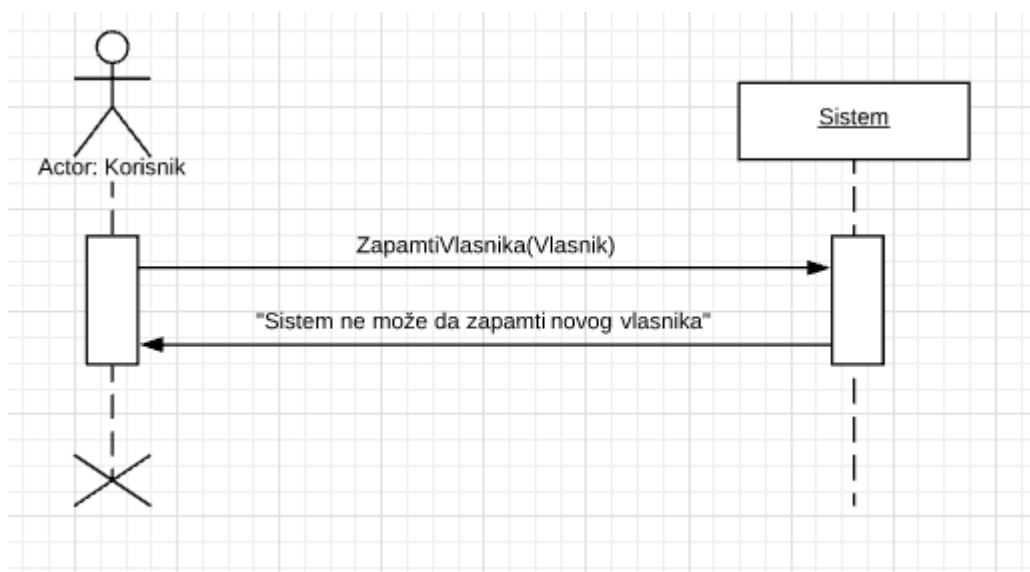 Sistem
Actor: Korisnik
ZapamtiVlasnika(Vlasnik)
"Sistem ne može da zapamti novog vlasnika"